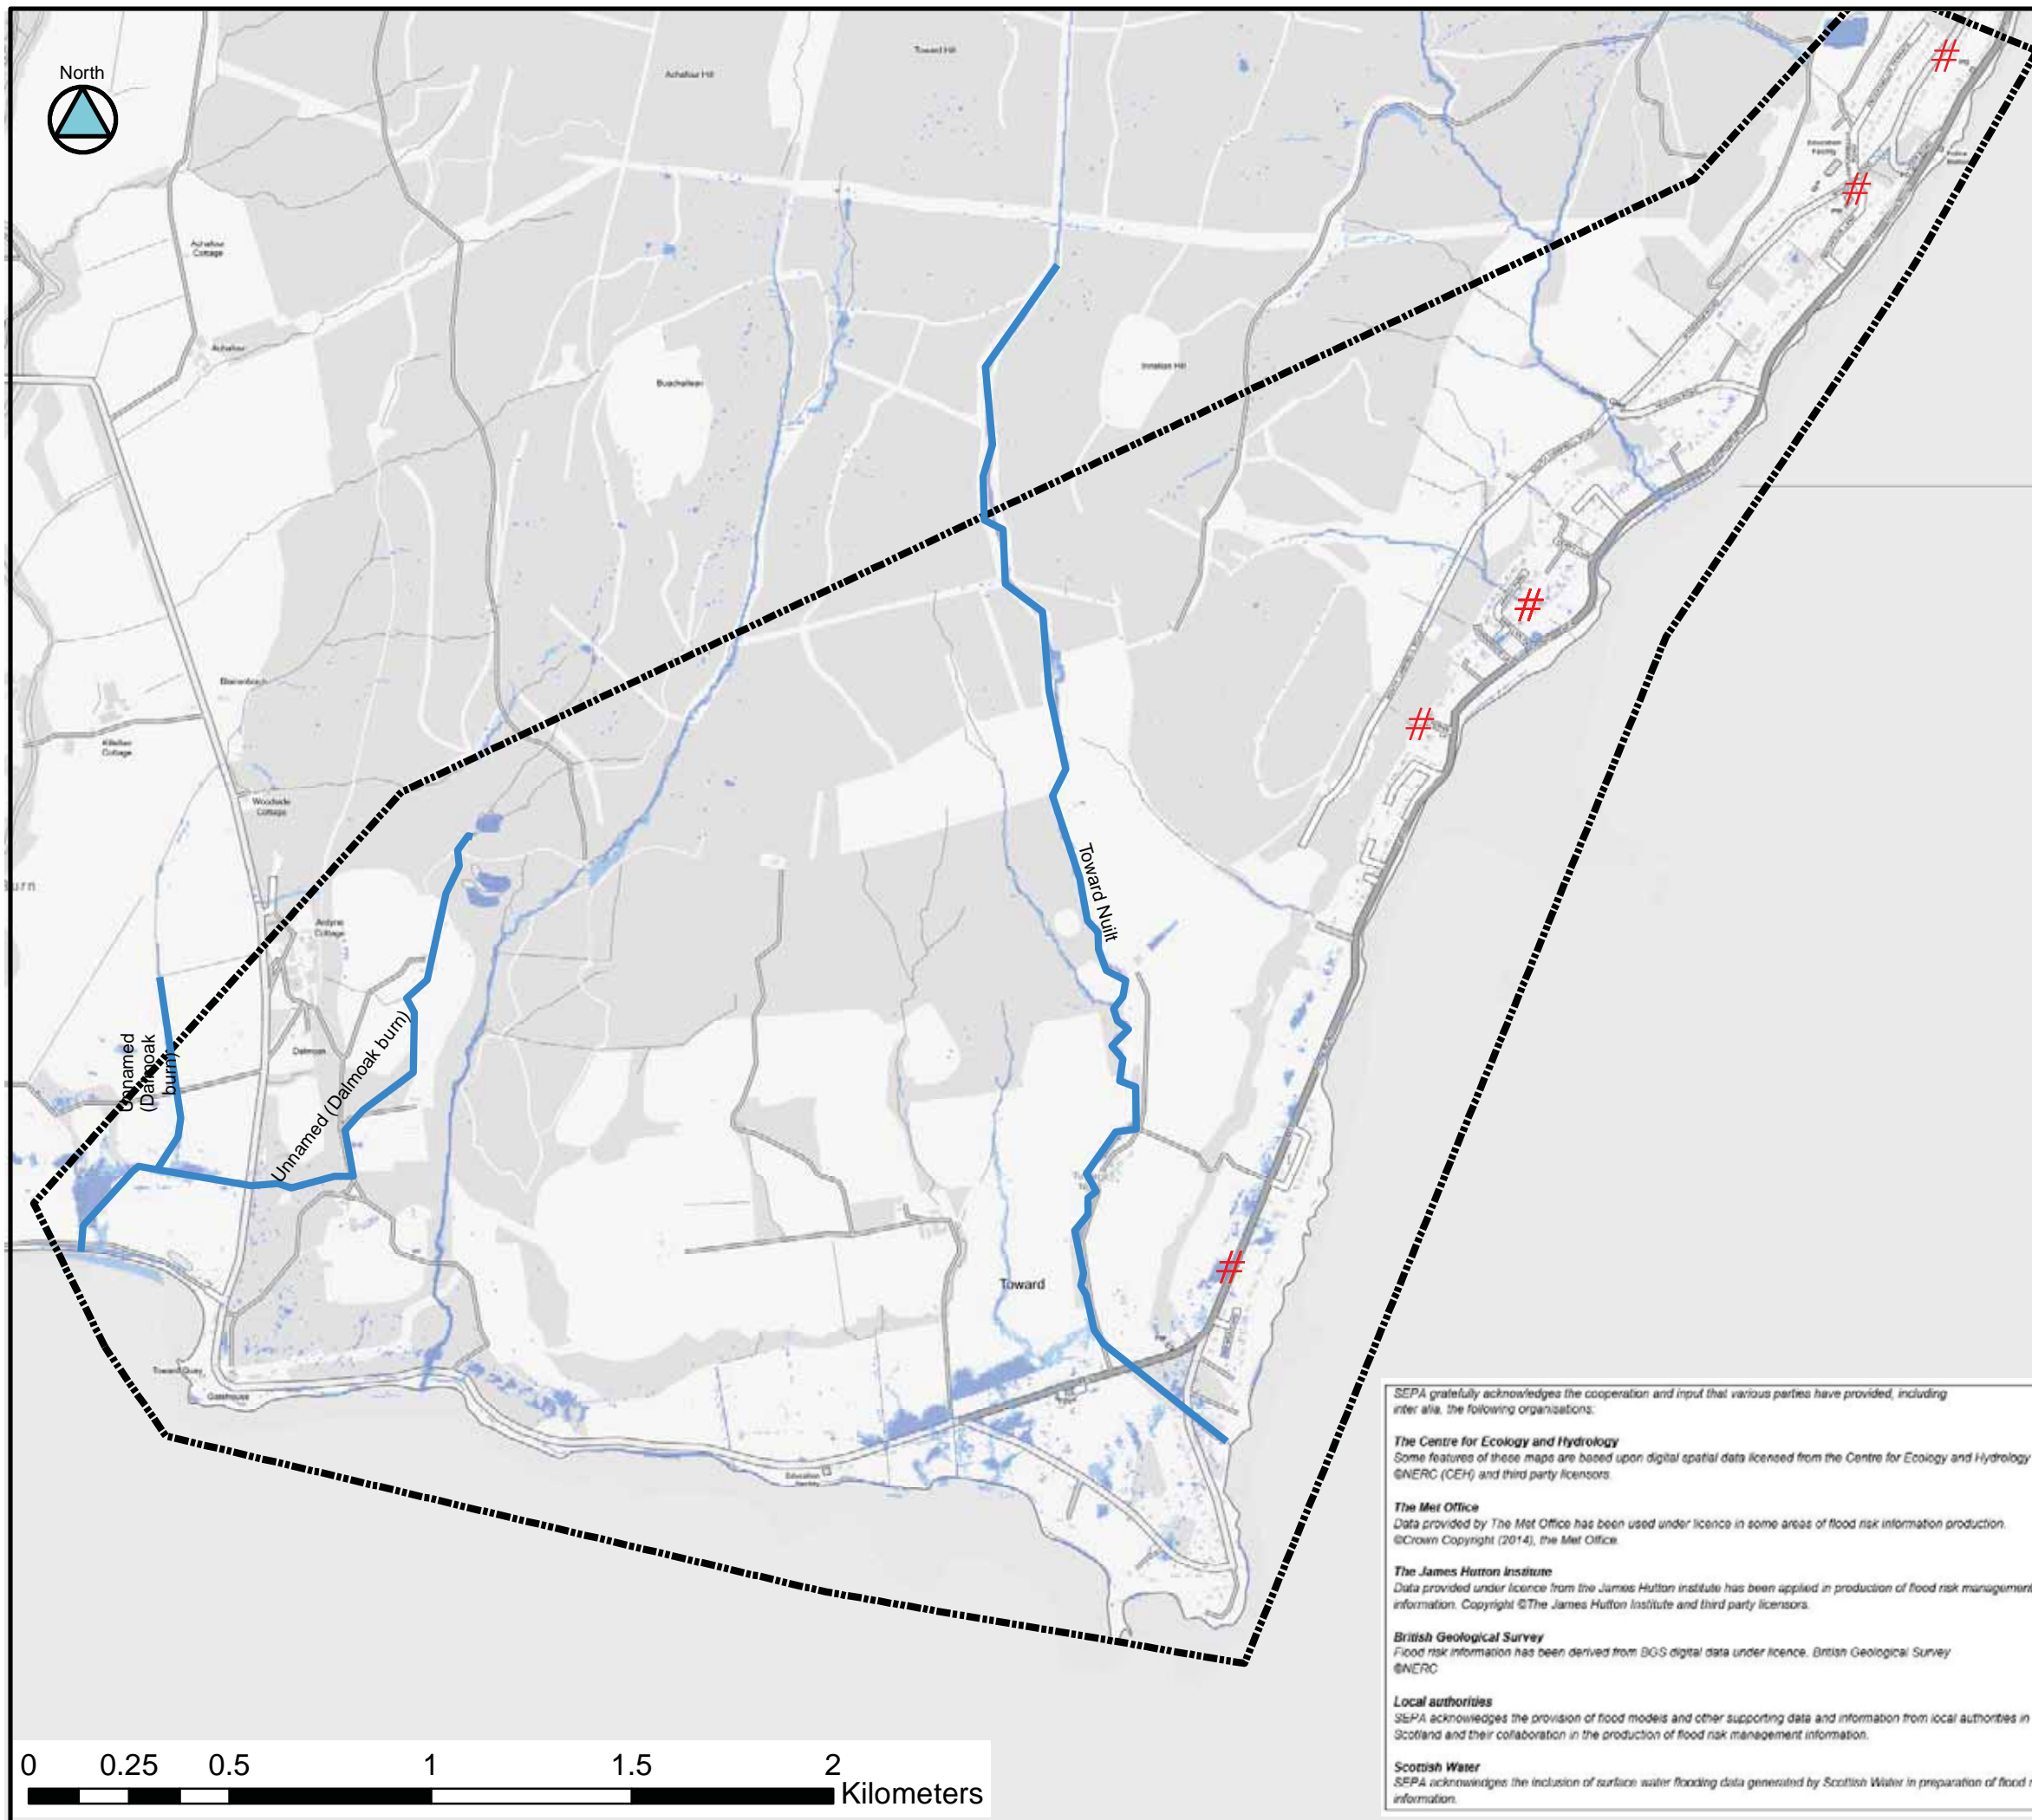 North
Toward Hill
Achafour Hill
Education
Facility
Police
Station
Achafour
Cottage
Achafour
Buachailean
Innellan Hill
#
#
#
#
#
Killellan
Cottage
Woodside
Cottage
urn
Ardyne
Cottage
Toward Nuilt
Unnamed
(Dalmoak
burn)
Dalmoak
Unnamed (Dalmoak burn)
Toward
PW
Toward Quay
Gatehouse
Education
Facility
SEPA gratefully acknowledges the cooperation and input that various parties have provided, including
inter alia, the following organisations:
The Centre for Ecology and Hydrology
Some features of these maps are based upon digital spatial data licensed from the Centre for Ecology and Hydrology
©NERC (CEH) and third party licensors.
The Met Office
Data provided by The Met Office has been used under licence in some areas of flood risk information production.
©Crown Copyright (2014), the Met Office.
The James Hutton Institute
Data provided under licence from the James Hutton institute has been applied in production of flood risk management
information. Copyright ©The James Hutton Institute and third party licensors.
British Geological Survey
Flood risk information has been derived from BGS digital data under licence. British Geological Survey
©NERC
Local authorities
SEPA acknowledges the provision of flood models and other supporting data and information from local authorities in
Scotland and their collaboration in the production of flood risk management information.
Scottish Water
SEPA acknowledges the inclusion of surface water flooding data generated by Scottish Water in preparation of flood
information.
0 0.25 0.5 1 1.5 2
Kilometers